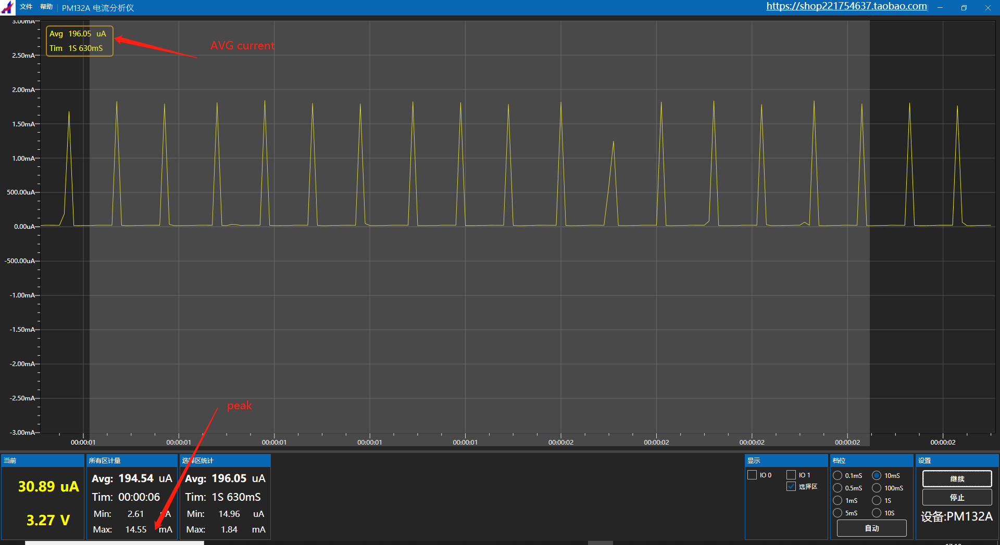 文件 帮助 PM132A 电流分析仪 https://shop221754637.taobao.com
3.00mA
Avg 196.05 uA
Tim 1S 630mS
AVG current
2.50mA
2.00mA
1.50mA
1.00mA
500.00uA
0.00uA
-500.00uA
-1.00mA
-1.50mA
-2.00mA
-2.50mA
peak
-3.00mA
00:00:01 00:00:01 00:00:01 00:00:01 00:00:01 00:00:02 00:00:02 00:00:02 00:00:02 00:00:02
当前
30.89 uA
3.27 V
所有区计量
Avg: 194.54 uA
Tim: 00:00:06
Min: 2.61 uA
Max: 14.55 mA
选择区统计
Avg: 196.05 uA
Tim: 1S 630mS
Min: 14.96 uA
Max: 1.84 mA
显示
IO 0 IO 1
选择区
档位
0.1mS 10mS
0.5mS 100mS
1mS 1S
5mS 10S
自动
设置
继续
停止
设备:PM132A